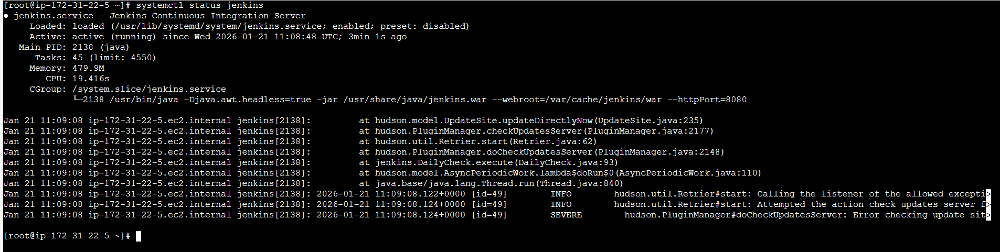 [root@ip-172-31-22-5 ~]# systemctl status jenkins
● jenkins.service - Jenkins Continuous Integration Server
     Loaded: loaded (/usr/lib/systemd/system/jenkins.service; enabled; preset: disabled)
     Active: active (running) since Wed 2026-01-21 11:08:48 UTC; 3min 1s ago
   Main PID: 2138 (java)
      Tasks: 45 (limit: 4550)
     Memory: 479.9M
        CPU: 19.416s
     CGroup: /system.slice/jenkins.service
             └─2138 /usr/bin/java -Djava.awt.headless=true -jar /usr/share/java/jenkins.war --webroot=/var/cache/jenkins/war --httpPort=8080
Jan 21 11:09:08 ip-172-31-22-5.ec2.internal jenkins[2138]:         at hudson.model.UpdateSite.updateDirectlyNow(UpdateSite.java:235)
Jan 21 11:09:08 ip-172-31-22-5.ec2.internal jenkins[2138]:         at hudson.PluginManager.checkUpdatesServer(PluginManager.java:2177)
Jan 21 11:09:08 ip-172-31-22-5.ec2.internal jenkins[2138]:         at hudson.util.Retrier.start(Retrier.java:62)
Jan 21 11:09:08 ip-172-31-22-5.ec2.internal jenkins[2138]:         at hudson.PluginManager.doCheckUpdatesServer(PluginManager.java:2148)
Jan 21 11:09:08 ip-172-31-22-5.ec2.internal jenkins[2138]:         at jenkins.DailyCheck.execute(DailyCheck.java:93)
Jan 21 11:09:08 ip-172-31-22-5.ec2.internal jenkins[2138]:         at hudson.model.AsyncPeriodicWork.lambda$doRun$0(AsyncPeriodicWork.java:110)
Jan 21 11:09:08 ip-172-31-22-5.ec2.internal jenkins[2138]:         at java.base/java.lang.Thread.run(Thread.java:840)
Jan 21 11:09:08 ip-172-31-22-5.ec2.internal jenkins[2138]: 2026-01-21 11:09:08.122+0000 [id=49]        INFO        hudson.util.Retrier#start: Calling the listener of the allowed excepti>
Jan 21 11:09:08 ip-172-31-22-5.ec2.internal jenkins[2138]: 2026-01-21 11:09:08.124+0000 [id=49]        INFO        hudson.util.Retrier#start: Attempted the action check updates server f>
Jan 21 11:09:08 ip-172-31-22-5.ec2.internal jenkins[2138]: 2026-01-21 11:09:08.124+0000 [id=49]        SEVERE        hudson.PluginManager#doCheckUpdatesServer: Error checking update sit>
[root@ip-172-31-22-5 ~]#